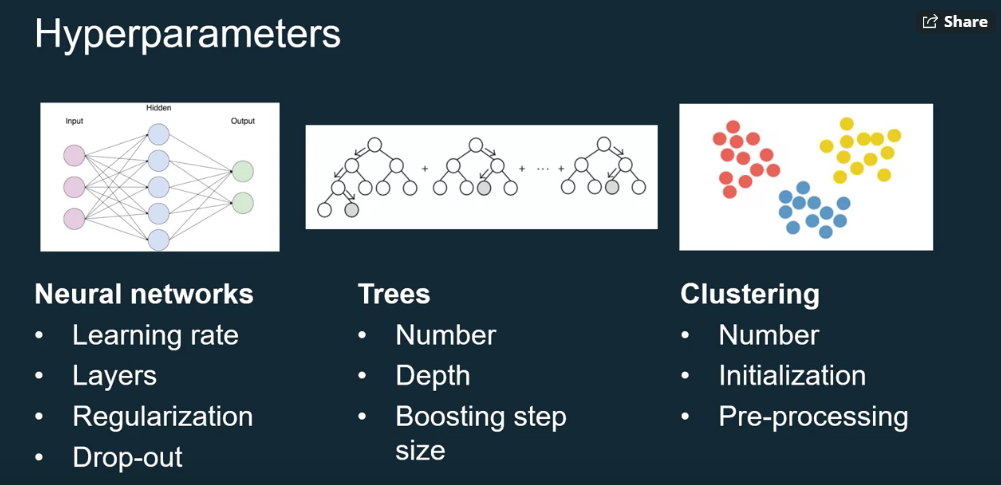 Hyperparameters
Share
Hidden
Input
Output
+
+ ... +
Neural networks
• Learning rate
• Layers
• Regularization
• Drop-out
Trees
• Number
• Depth
• Boosting step
size
Clustering
• Number
• Initialization
• Pre-processing